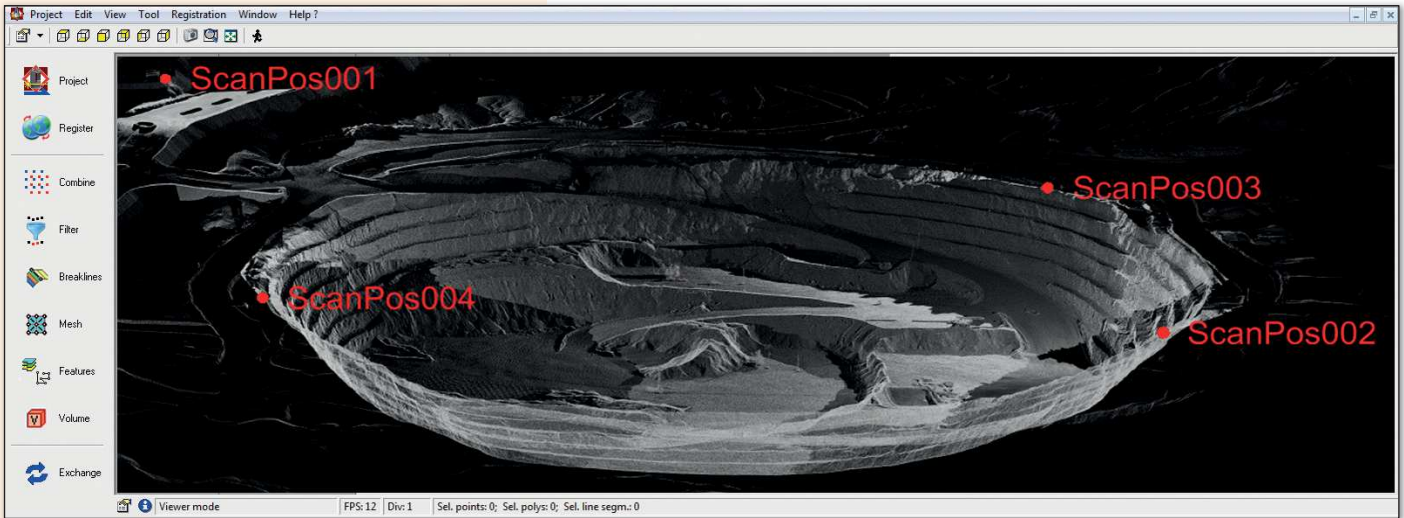 Project Edit View Tool Registration Window Help ?
Project
Register
Combine
Filter
Breaklines
Mesh
Features
V
Volume
Exchange
ScanPos001
ScanPos003
ScanPos004
ScanPos002
Viewer mode FPS: 12 Div: 1 Sel. points: 0; Sel. polys: 0; Sel. line segm.: 0